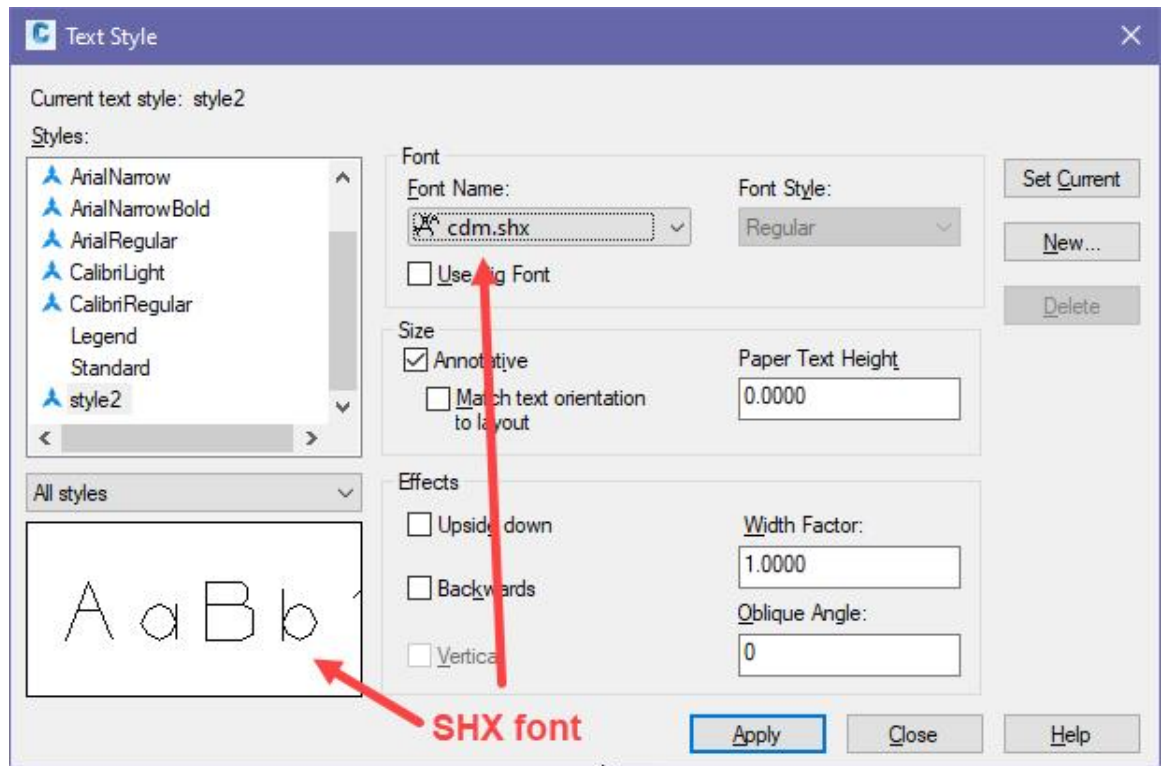 Text Style
Current text style: style2
Styles:
ArialNarrow
ArialNarrowBold
ArialRegular
CalibriLight
CalibriRegular
Legend
Standard
style2
All styles
A a B b
Font
Font Name:
cdm.shx
Use Big Font
Font Style:
Regular
Size
Annotative
Match text orientation
to layout
Paper Text Height
0.0000
Effects
Upside down
Backwards
Vertical
Width Factor:
1.0000
Oblique Angle:
0
Set Current
New...
Delete
SHX font
Apply
Close
Help